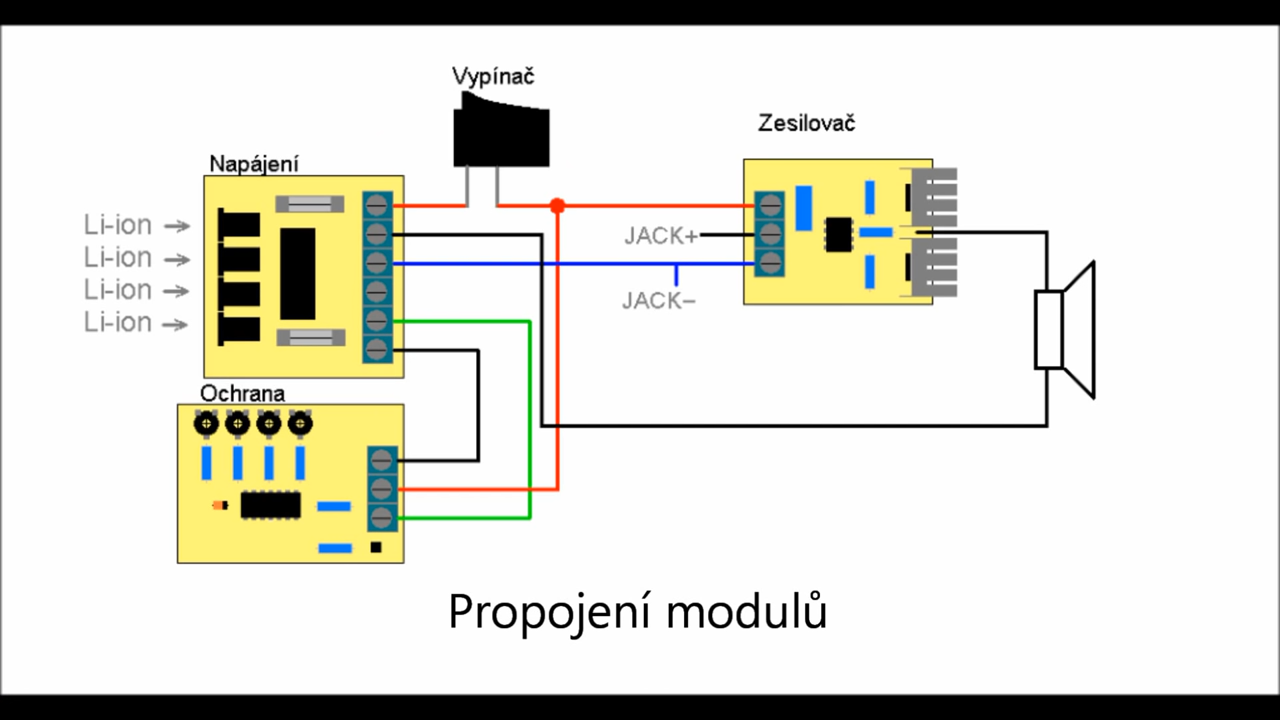 Vypínač
Zesilovač
Napájení
Li-ion
Li-ion
Li-ion
Li-ion
JACK+
JACK–
Ochrana
Propojení modulů